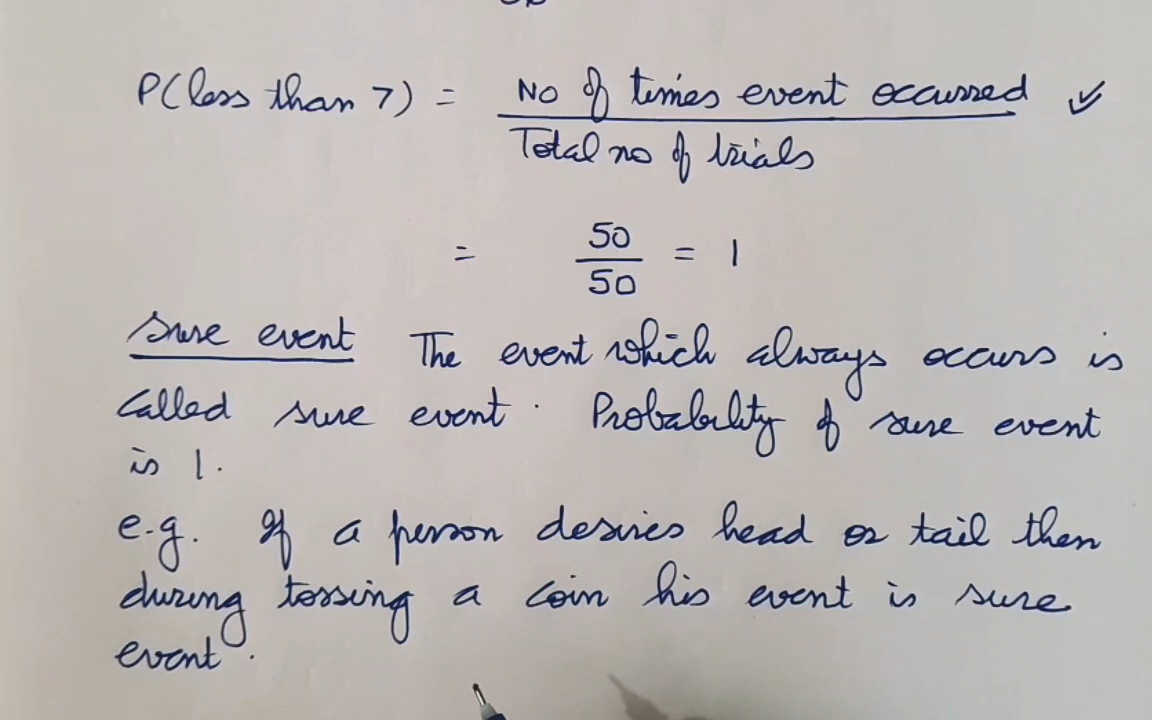 P(less than 7) = No of times event occurred
Total no of trials
= 50/50 = 1
Sure event The event which always occurs is
called sure event. Probability of sure event
is 1.
e.g. If a person desires head or tail then
during tossing a coin his event is sure
event.